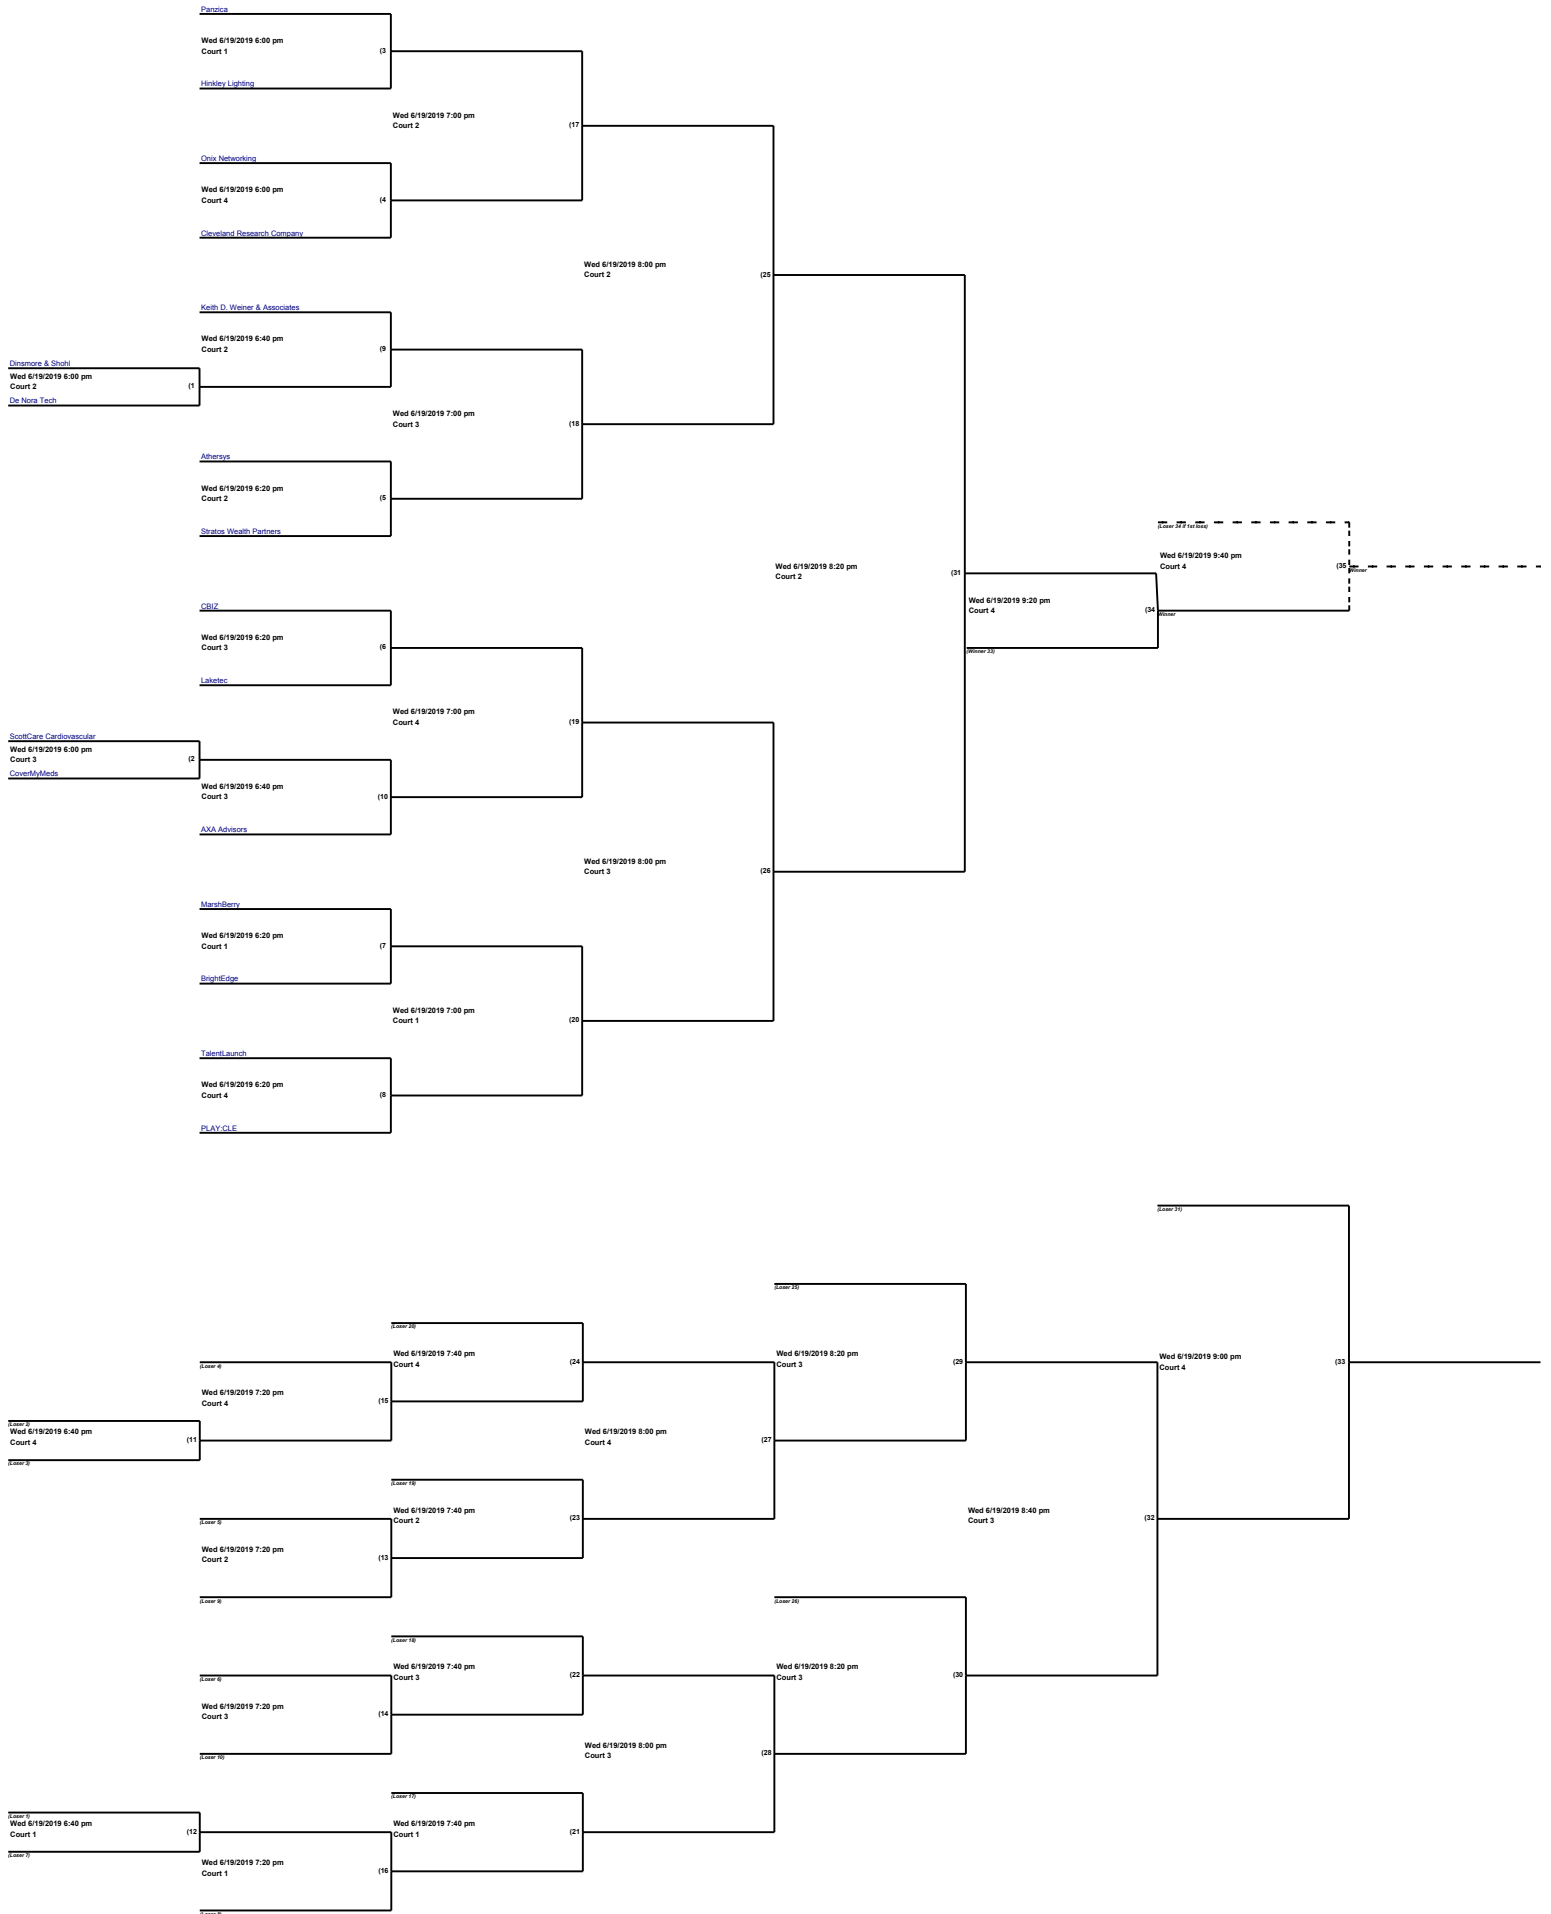 Panzica
Wed 6/19/2019 6:00 pm
Court 1
(3
Hinkley Lighting
Wed 6/19/2019 7:00 pm
Court 2
(17
Onix Networking
Wed 6/19/2019 6:00 pm
Court 4
(4
Cleveland Research Company
Wed 6/19/2019 8:00 pm
Court 2
(25
Keith D. Weiner & Associates
Wed 6/19/2019 6:40 pm
Court 2
(9
Dinsmore & Shohl
Wed 6/19/2019 6:00 pm
Court 2
(1
De Nora Tech
Wed 6/19/2019 7:00 pm
Court 3
(18
Athersys
Wed 6/19/2019 6:20 pm
Court 2
(5
Stratos Wealth Partners
(Loser 34 if 1st loss)
Wed 6/19/2019 9:40 pm
Court 4
(35
Winner
Wed 6/19/2019 8:20 pm
Court 2
(31
Wed 6/19/2019 9:20 pm
Court 4
(34
Winner
(Winner 33)
CBIZ
Wed 6/19/2019 6:20 pm
Court 3
(6
Laketec
Wed 6/19/2019 7:00 pm
Court 4
(19
ScottCare Cardiovascular
Wed 6/19/2019 6:00 pm
Court 3
(2
CoverMyMeds
Wed 6/19/2019 6:40 pm
Court 3
(10
AXA Advisors
Wed 6/19/2019 8:00 pm
Court 3
(26
MarshBerry
Wed 6/19/2019 6:20 pm
Court 1
(7
BrightEdge
Wed 6/19/2019 7:00 pm
Court 1
(20
TalentLaunch
Wed 6/19/2019 6:20 pm
Court 4
(8
PLAY:CLE
(Loser 31)
(Loser 25)
(Loser 20)
Wed 6/19/2019 7:40 pm
Court 4
(24
Wed 6/19/2019 8:20 pm
Court 3
(29
Wed 6/19/2019 9:00 pm
Court 4
(33
(Loser 4)
Wed 6/19/2019 7:20 pm
Court 4
(15
(Loser 2)
Wed 6/19/2019 6:40 pm
Court 4
(11
(Loser 3)
Wed 6/19/2019 8:00 pm
Court 4
(27
(Loser 19)
Wed 6/19/2019 7:40 pm
Court 2
(23
Wed 6/19/2019 8:40 pm
Court 3
(32
(Loser 5)
Wed 6/19/2019 7:20 pm
Court 2
(13
(Loser 9)
(Loser 26)
(Loser 18)
Wed 6/19/2019 7:40 pm
Court 3
(22
Wed 6/19/2019 8:20 pm
Court 3
(30
(Loser 6)
Wed 6/19/2019 7:20 pm
Court 3
(14
(Loser 10)
Wed 6/19/2019 8:00 pm
Court 3
(28
(Loser 17)
Wed 6/19/2019 7:40 pm
Court 1
(21
(Loser 1)
Wed 6/19/2019 6:40 pm
Court 1
(12
(Loser 7)
Wed 6/19/2019 7:20 pm
Court 1
(16